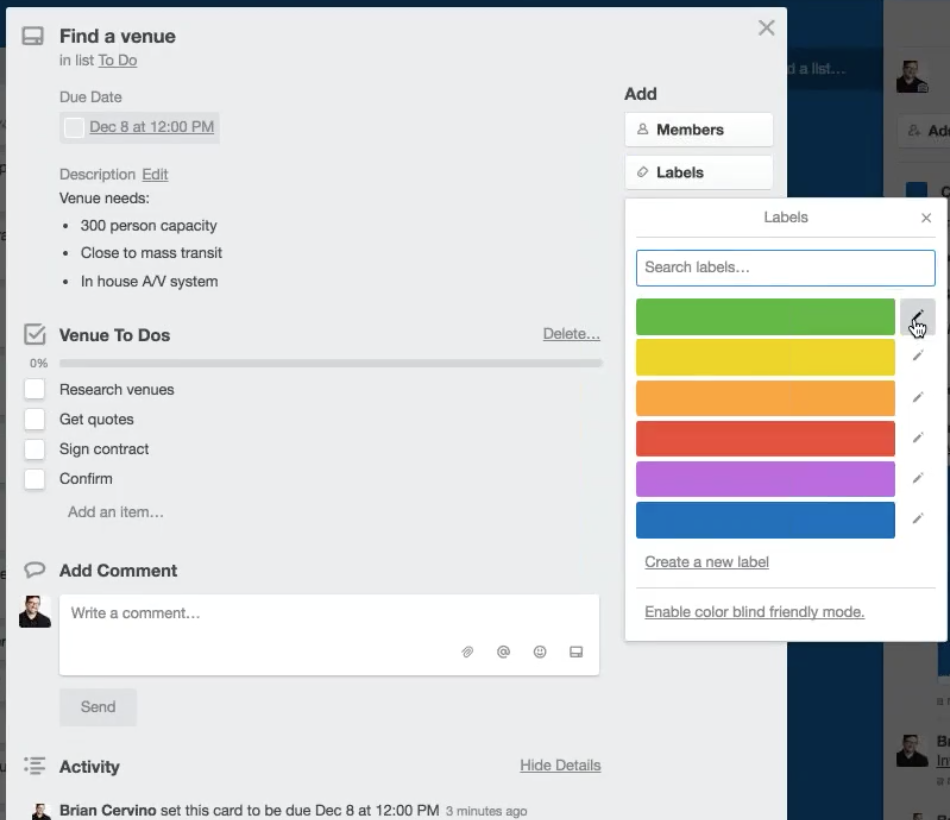 Find a venue
in list To Do
Due Date
Dec 8 at 12:00 PM
Description Edit
Venue needs:
• 300 person capacity
• Close to mass transit
• In house A/V system
Venue To Dos
Delete…
0%
Research venues
Get quotes
Sign contract
Confirm
Add an item…
Add Comment
Write a comment…
Send
Activity
Hide Details
Brian Cervino set this card to be due Dec 8 at 12:00 PM 3 minutes ago
Add
Members
Labels
Labels
Search labels…
Create a new label
Enable color blind friendly mode.
d a list…